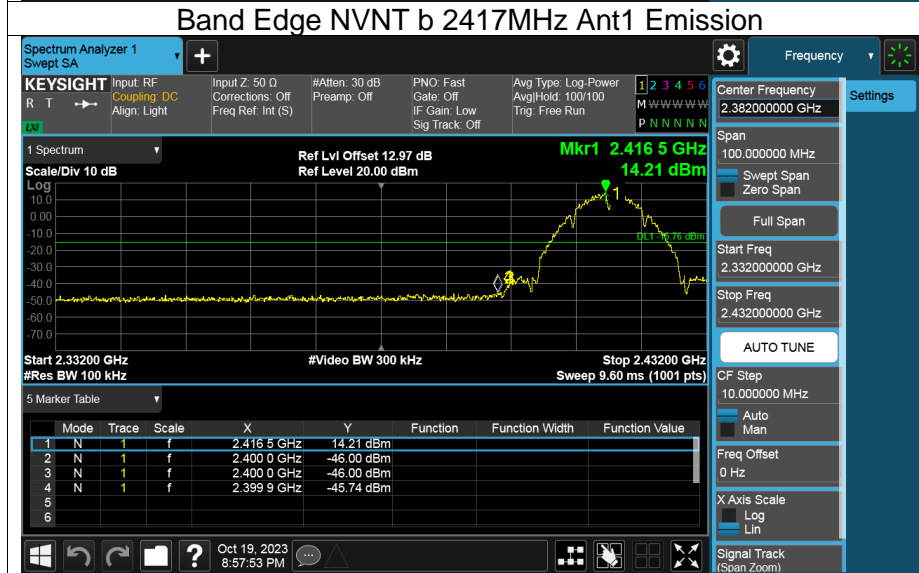 Band Edge NVNT b 2417MHz Ant1 Emission
Spectrum Analyzer 1
Swept SA
+
Frequency
KEYSIGHT Input: RF Input Z: 50 Ω #Atten: 30 dB PNO: Fast Avg Type: Log-Power 1 2 3 4 5 6
R T Coupling: DC Corrections: Off Preamp: Off Gate: Off Avg|Hold: 100/100 M W W W W W
Align: Light Freq Ref: Int (S) IF Gain: Low Trig: Free Run
LXI Sig Track: Off P N N N N N
1 Spectrum
Ref Lvl Offset 12.97 dB Mkr1 2.416 5 GHz
Scale/Div 10 dB Ref Level 20.00 dBm 14.21 dBm
Log
10.0
0.00
-10.0
-20.0
-30.0
-40.0
-50.0
-60.0
-70.0
1
DL1 -15.76 dBm
Start 2.33200 GHz #Video BW 300 kHz Stop 2.43200 GHz
#Res BW 100 kHz Sweep 9.60 ms (1001 pts)
5 Marker Table
Mode Trace Scale X Y Function Function Width Function Value
1 N 1 f 2.416 5 GHz 14.21 dBm
2 N 1 f 2.400 0 GHz -46.00 dBm
3 N 1 f 2.400 0 GHz -46.00 dBm
4 N 1 f 2.399 9 GHz -45.74 dBm
5
6
?
Oct 19, 2023
8:57:53 PM
Center Frequency
2.382000000 GHz
Settings
Span
100.000000 MHz
Swept Span
Zero Span
Full Span
Start Freq
2.332000000 GHz
Stop Freq
2.432000000 GHz
AUTO TUNE
CF Step
10.000000 MHz
Auto
Man
Freq Offset
0 Hz
X Axis Scale
Log
Lin
Signal Track
(Span Zoom)